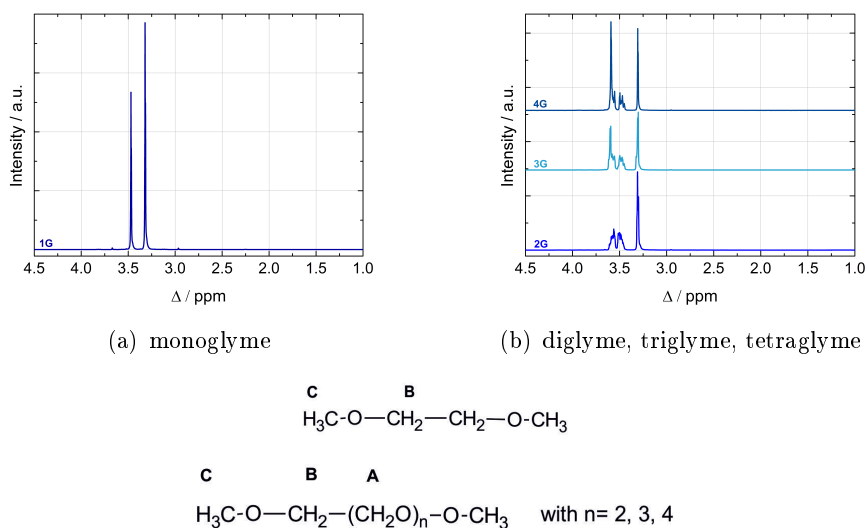 Intensity / a.u.
1G
4.5 4.0 3.5 3.0 2.5 2.0 1.5 1.0
Δ / ppm
(a) monoglyme
Intensity / a.u.
4G
3G
2G
4.5 4.0 3.5 3.0 2.5 2.0 1.5 1.0
Δ / ppm
(b) diglyme, triglyme, tetraglyme
C B
H₃C-O—CH₂—CH₂—O-CH₃
C B A
H₃C-O—CH₂—(CH₂O)ₙ—O-CH₃ with n= 2, 3, 4